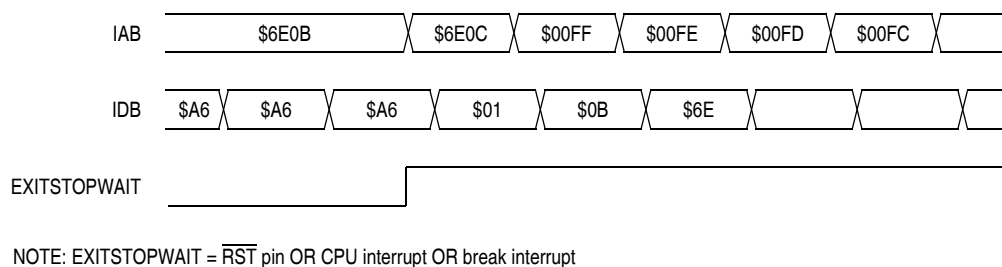 IAB $6E0B $6E0C $00FF $00FE $00FD $00FC
IDB $A6 $A6 $A6 $01 $0B $6E
EXITSTOPWAIT
NOTE: EXITSTOPWAIT = R̅S̅T̅ pin OR CPU interrupt OR break interrupt